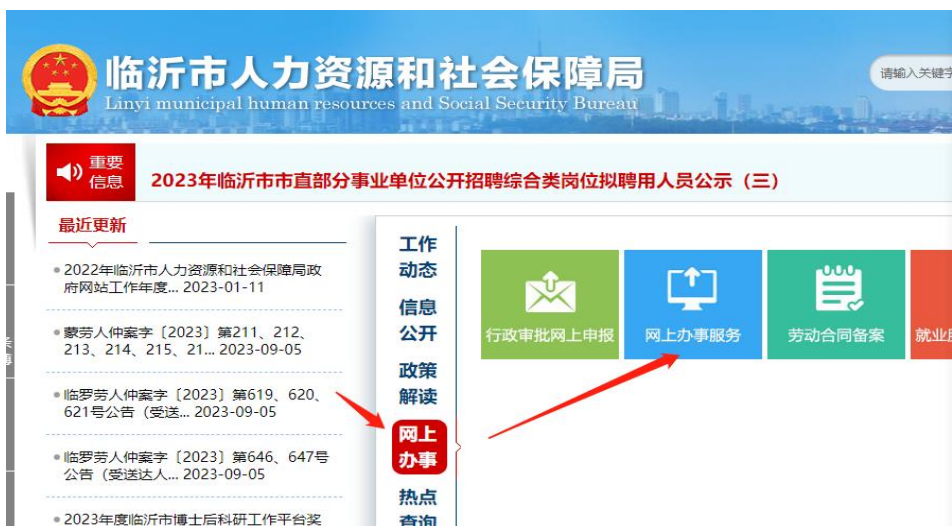 临沂市人力资源和社会保障局
Linyi municipal human resources and Social Security Bureau
请输入关键字
重要
信息
2023年临沂市市直部分事业单位公开招聘综合类岗位拟聘用人员公示（三）
最近更新
2022年临沂市人力资源和社会保障局政
府网站工作年度... 2023-01-11
蒙劳人仲案字〔2023〕第211、212、
213、214、215、21... 2023-09-05
临罗劳人仲案字〔2023〕第619、620、
621号公告（受送... 2023-09-05
临罗劳人仲案字〔2023〕第646、647号
公告（受送达人... 2023-09-05
2023年度临沂市博士后科研工作平台奖
工作
动态
信息
公开
政策
解读
网上
办事
热点
查询
行政审批网上申报
网上办事服务
劳动合同备案
就业